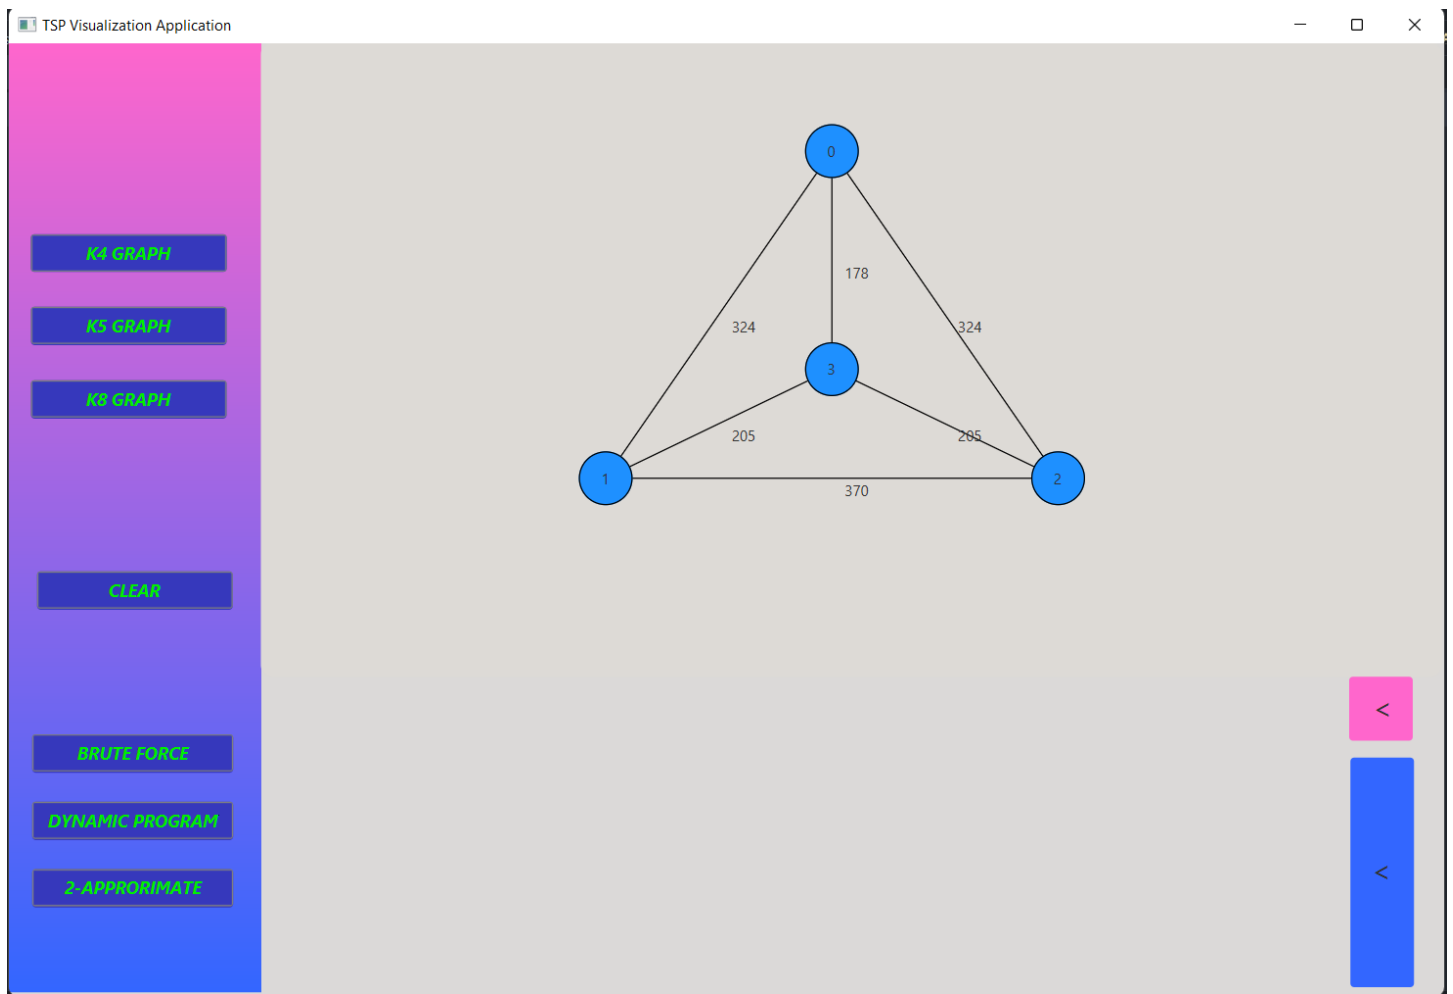 TSP Visualization Application
K4 GRAPH
K5 GRAPH
K8 GRAPH
CLEAR
BRUTE FORCE
DYNAMIC PROGRAM
2-APPRORIMATE
0
178
324
324
3
205
205
1
2
370
<
<